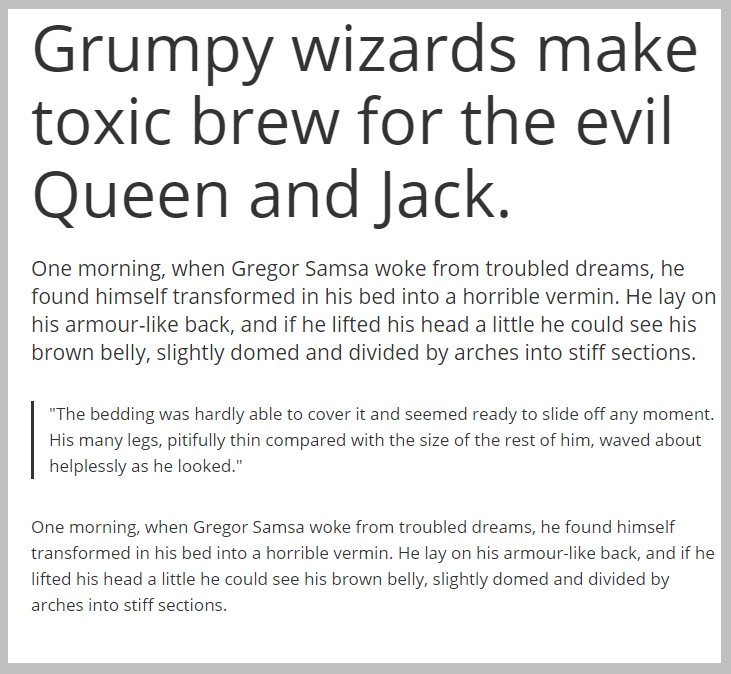 Grumpy wizards make
toxic brew for the evil
Queen and Jack.
One morning, when Gregor Samsa woke from troubled dreams, he
found himself transformed in his bed into a horrible vermin. He lay on
his armour-like back, and if he lifted his head a little he could see his
brown belly, slightly domed and divided by arches into stiff sections.
"The bedding was hardly able to cover it and seemed ready to slide off any moment.
His many legs, pitifully thin compared with the size of the rest of him, waved about
helplessly as he looked."
One morning, when Gregor Samsa woke from troubled dreams, he found himself
transformed in his bed into a horrible vermin. He lay on his armour-like back, and if he
lifted his head a little he could see his brown belly, slightly domed and divided by
arches into stiff sections.